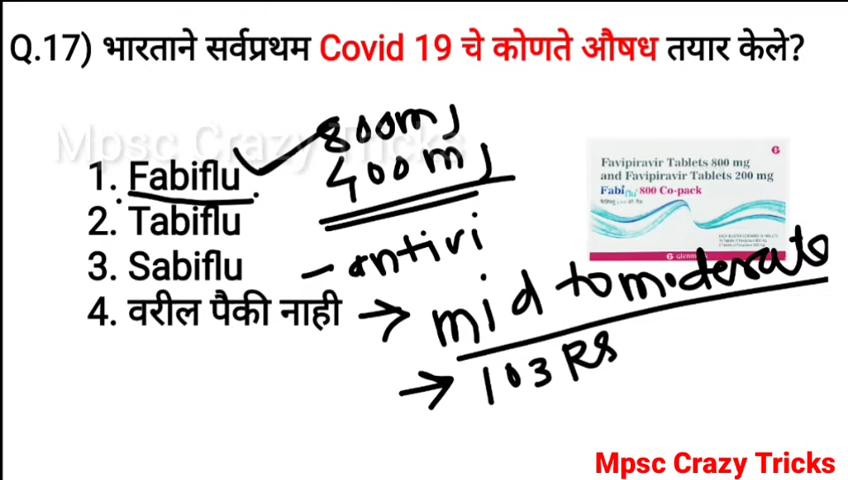 Q.17) भारताने सर्वप्रथम Covid 19 चे कोणते औषध तयार केले?
Mpsc Crazy Tricks
800mg
400mg
1. Fabiflu
2. Tabiflu
3. Sabiflu
4. वरील पैकी नाही
Favipiravir Tablets 800 mg
and Favipiravir Tablets 200 mg
Fabiflu 800 Co-pack
Glenmark
- antivi
→ mid to moderate
→ 103 RS
Mpsc Crazy Tricks